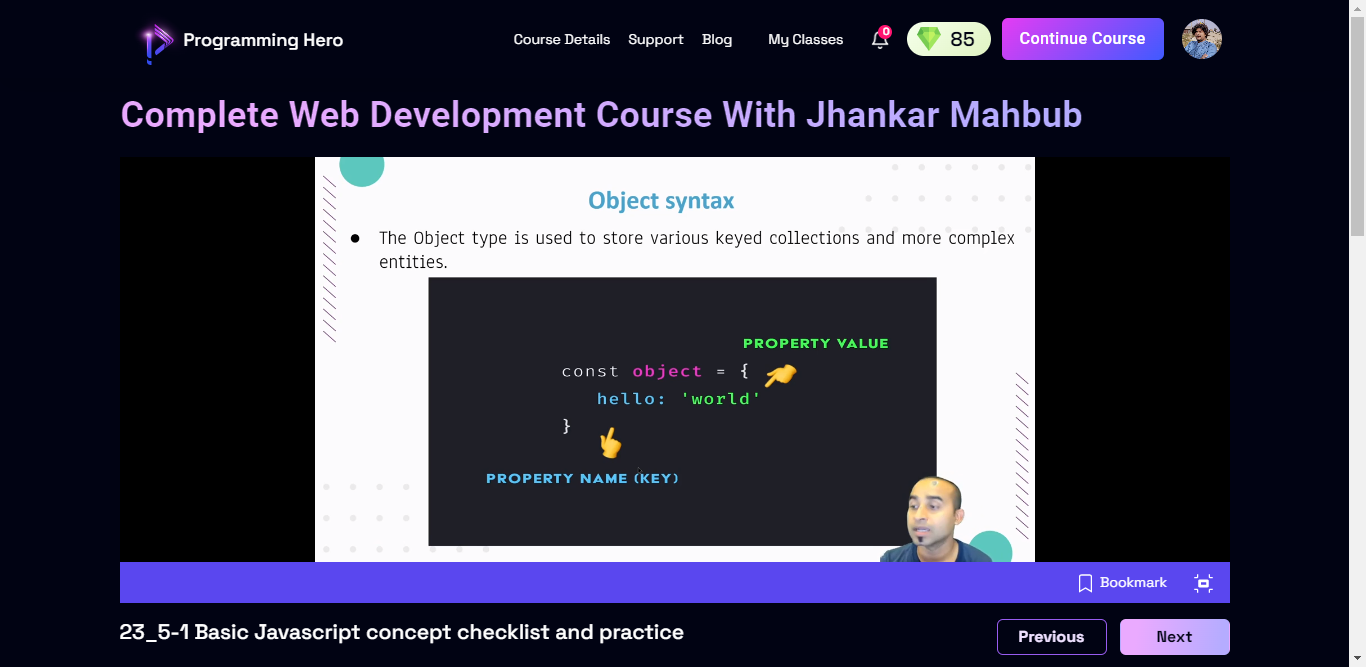 Programming Hero
Course Details Support Blog My Classes 0 85 Continue Course
Complete Web Development Course With Jhankar Mahbub
Object syntax
● The Object type is used to store various keyed collections and more complex
entities.
PROPERTY VALUE
const object = {
hello: 'world'
}
PROPERTY NAME (KEY)
Bookmark
23_5-1 Basic Javascript concept checklist and practice
Previous Next